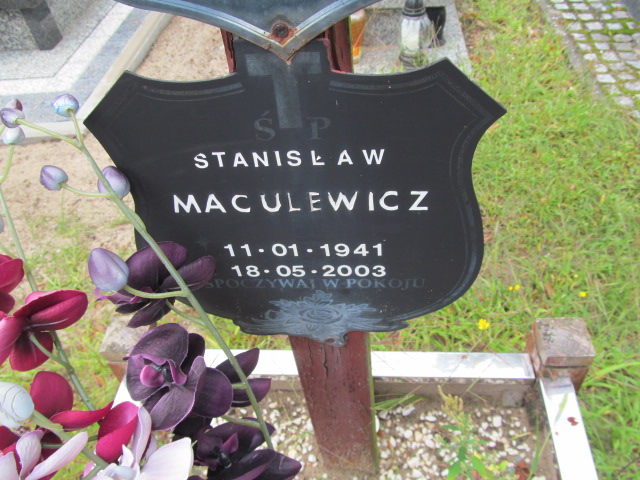 Ś P
STANISŁAW
MACULEWICZ
11·01·1941
18·05·2003
SPOCZYWAJ W POKOJU